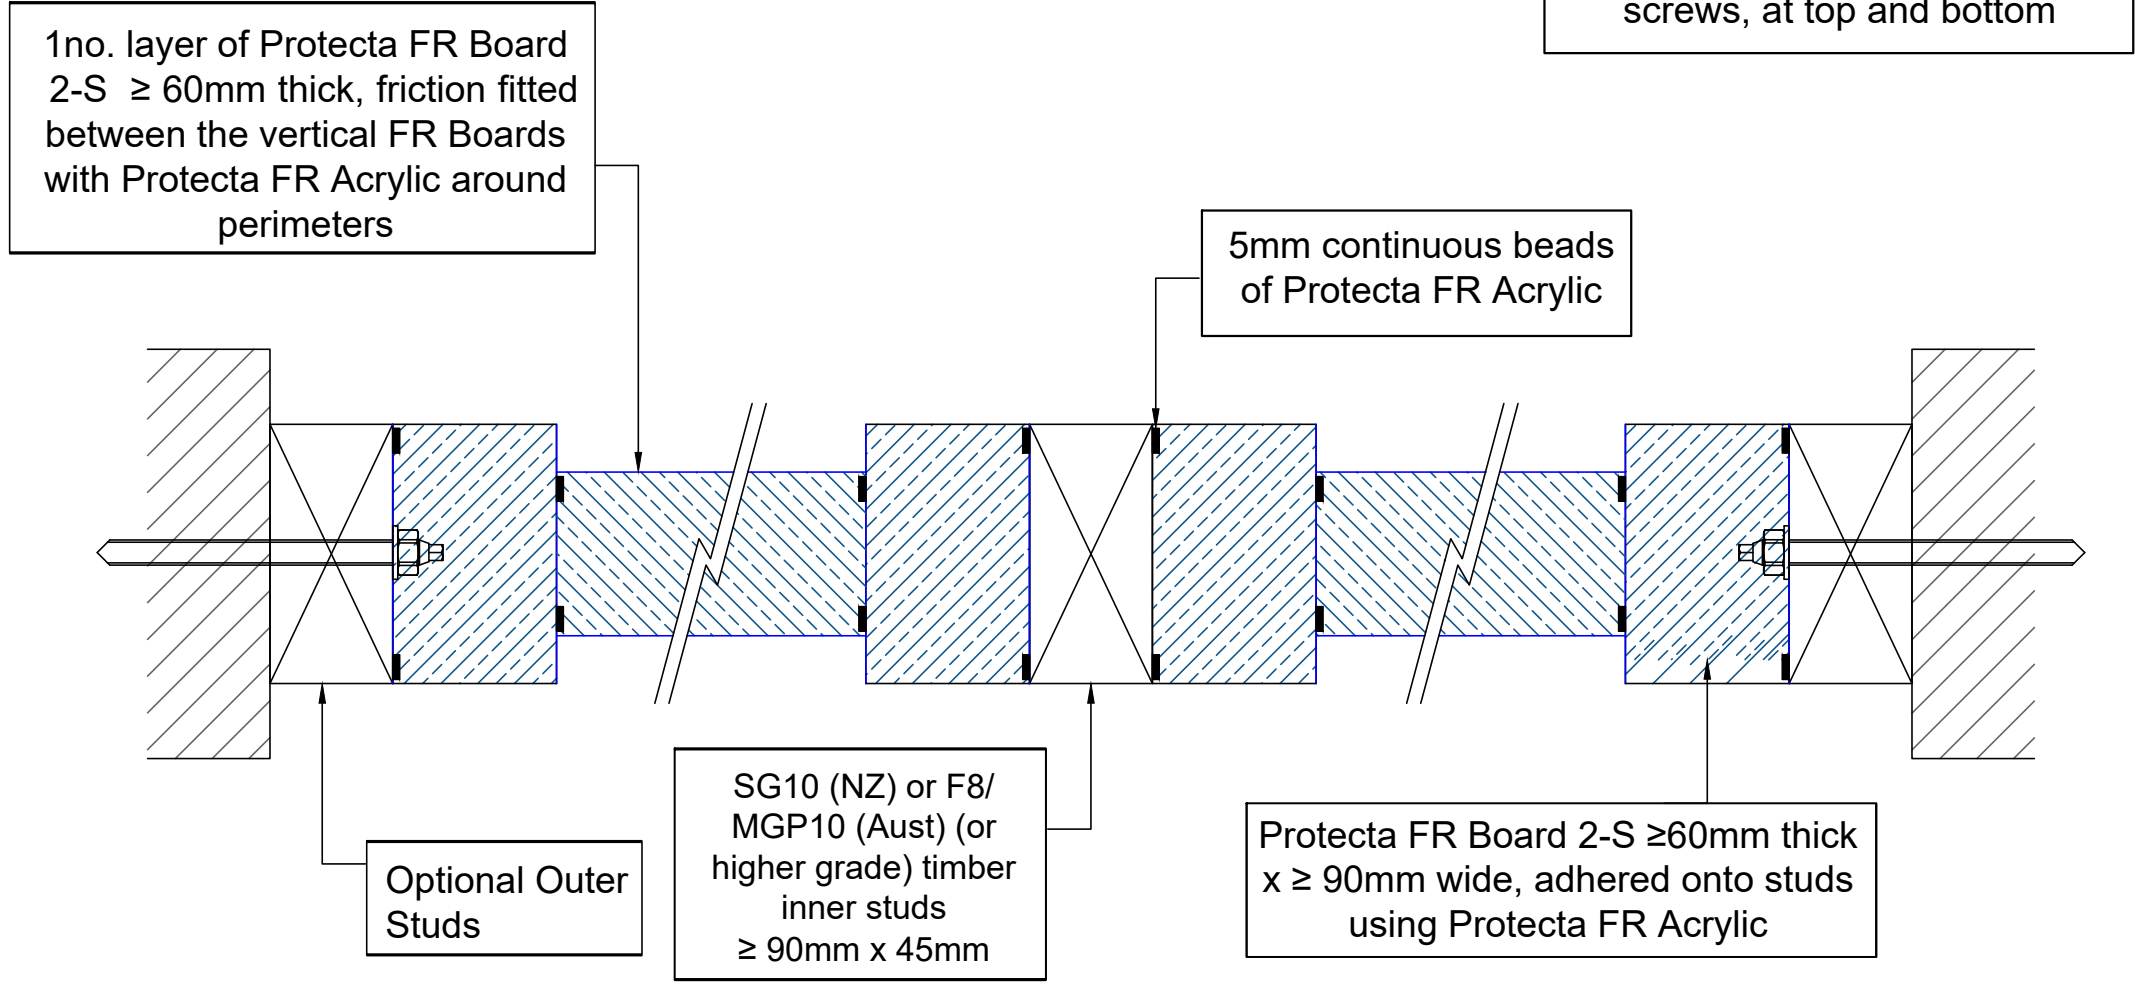 1no. layer of Protecta FR Board
2-S ≥ 60mm thick, friction fitted
between the vertical FR Boards
with Protecta FR Acrylic around
perimeters
screws, at top and bottom
5mm continuous beads
of Protecta FR Acrylic
Optional Outer
Studs
SG10 (NZ) or F8/
MGP10 (Aust) (or
higher grade) timber
inner studs
≥ 90mm x 45mm
Protecta FR Board 2-S ≥60mm thick
x ≥ 90mm wide, adhered onto studs
using Protecta FR Acrylic